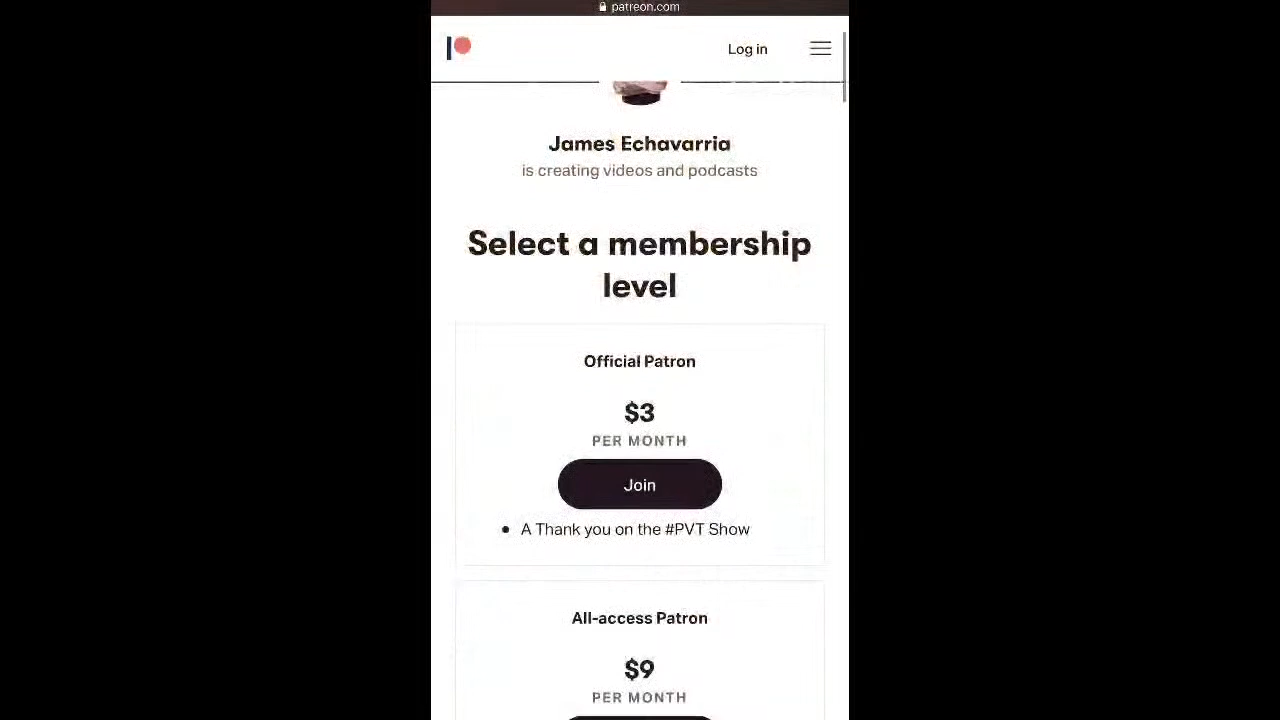 patreon.com
Log in
James Echavarria
is creating videos and podcasts
Select a membership
level
Official Patron
$3
PER MONTH
Join
• A Thank you on the #PVT Show
All-access Patron
$9
PER MONTH